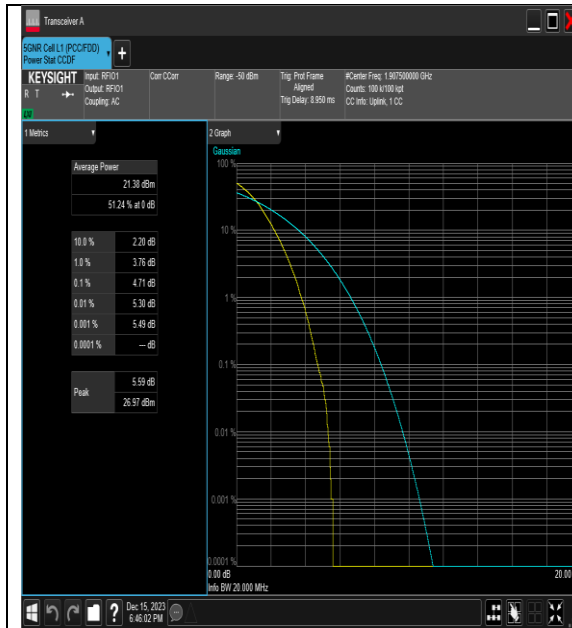 Transceiver A
5GNR Cell L1 (PCC/FDD)
Power Stat CCDF
KEYSIGHT
R T
Input: RFIO1
Output: RFIO1
Coupling: AC
Corr CCorr
Range: -50 dBm
Trig: Prot Frame
Aligned
Trig Delay: 8.950 ms
#Center Freq: 1.907500000 GHz
Counts: 100 k/100 kpt
CC Info: Uplink, 1 CC
1 Metrics
Average Power
21.38 dBm
51.24 % at 0 dB
10.0 % 2.20 dB
1.0 % 3.76 dB
0.1 % 4.71 dB
0.01 % 5.30 dB
0.001 % 5.49 dB
0.0001 % --- dB
Peak
5.59 dB
26.97 dBm
2 Graph
Gaussian
100 %
10 %
1 %
0.1 %
0.01 %
0.001 %
0.0001 %
0.00 dB
20.00
Info BW 20.000 MHz
Dec 15, 2023
6:46:02 PM